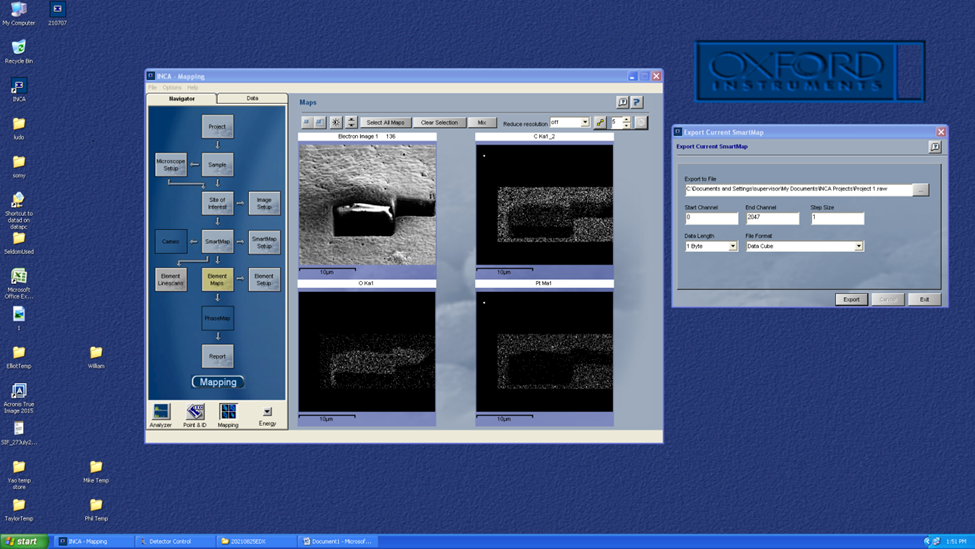 My Computer
210707
Recycle Bin
INCA
ludo
somy
Shortcut to
datad on
datapc
SeldomUsed
Microsoft
Office Ex...
1
ElliotTemp
William
Acronis True
Image 2015
SIF_27July2...
Yao temp
store
Mike Temp
TaylorTemp
Phil Temp
INCA - Mapping
File Options Help
Navigator
Data
Project
Microscope
Setup
Sample
Site of
Interest
Image
Setup
Cameo
SmartMap
SmartMap
Setup
Element
Linescans
Element
Maps
Element
Setup
PhaseMap
Report
Mapping
Analyzer
Point & ID
Mapping
Energy
Maps
Select All Maps
Clear Selection
Mix
Reduce resolution
off
5
Electron Image 1 136
C Ka1_2
10µm
10µm
O Ka1
Pt Ma1
10µm
10µm
OXFORD
INSTRUMENTS
Export Current SmartMap
Export Current SmartMap
Export to File
C:\Documents and Settings\supervisor\My Documents\INCA Projects\Project 1.raw
...
Start Channel
End Channel
Step Size
0
2047
1
Data Length
File Format
1 Byte
Data Cube
Export
Cancel
Exit
start
INCA - Mapping
Detector Control
20210825EDX
Document1 - Microsof...
1:51 PM